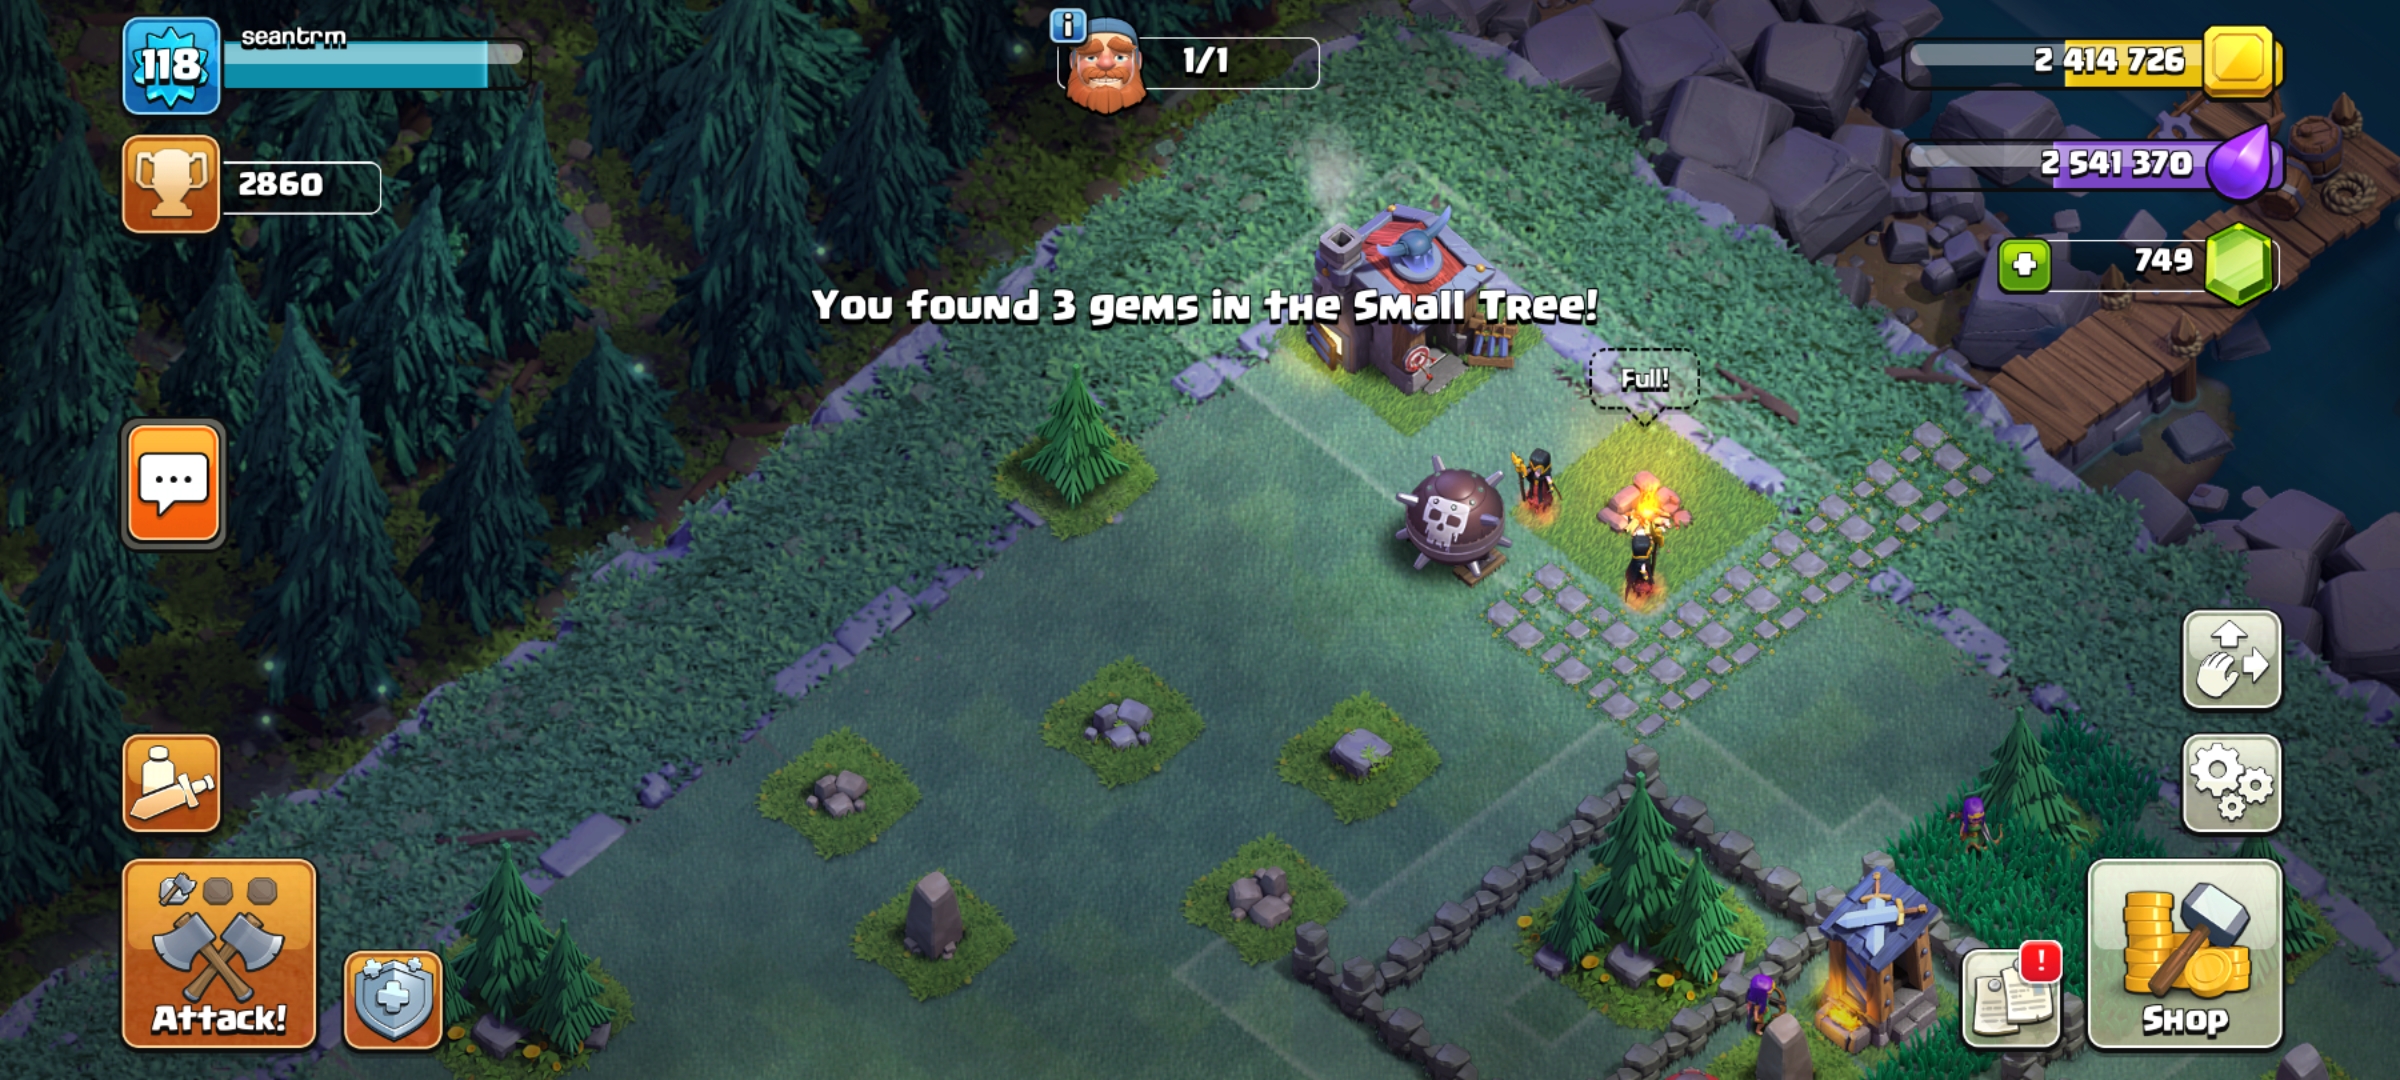 118
seantrm
i
1/1
2 414 726
2860
2 541 370
749
You found 3 gems in the Small Tree!
Full!
!
Attack!
Shop